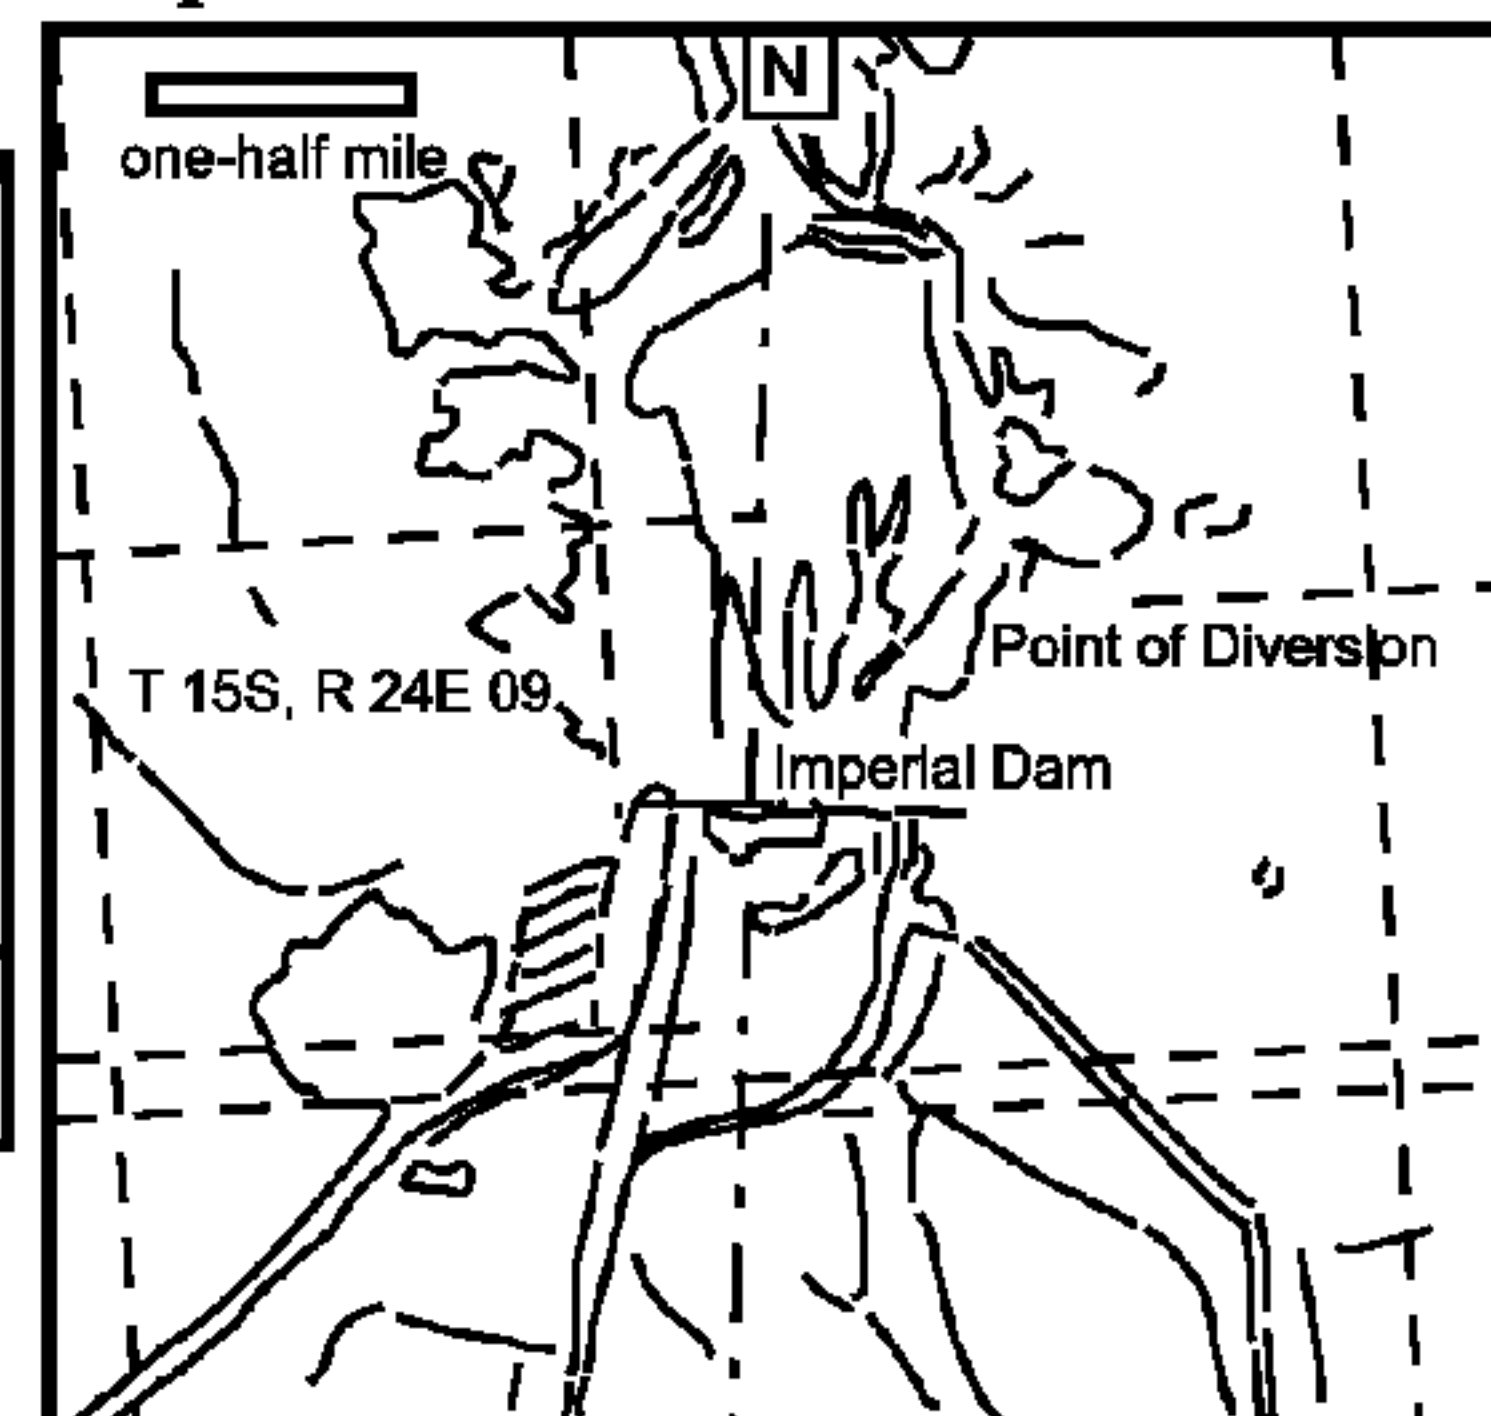 N
one-half mile
Point of Diversion
T 15S, R 24E 09
Imperial Dam